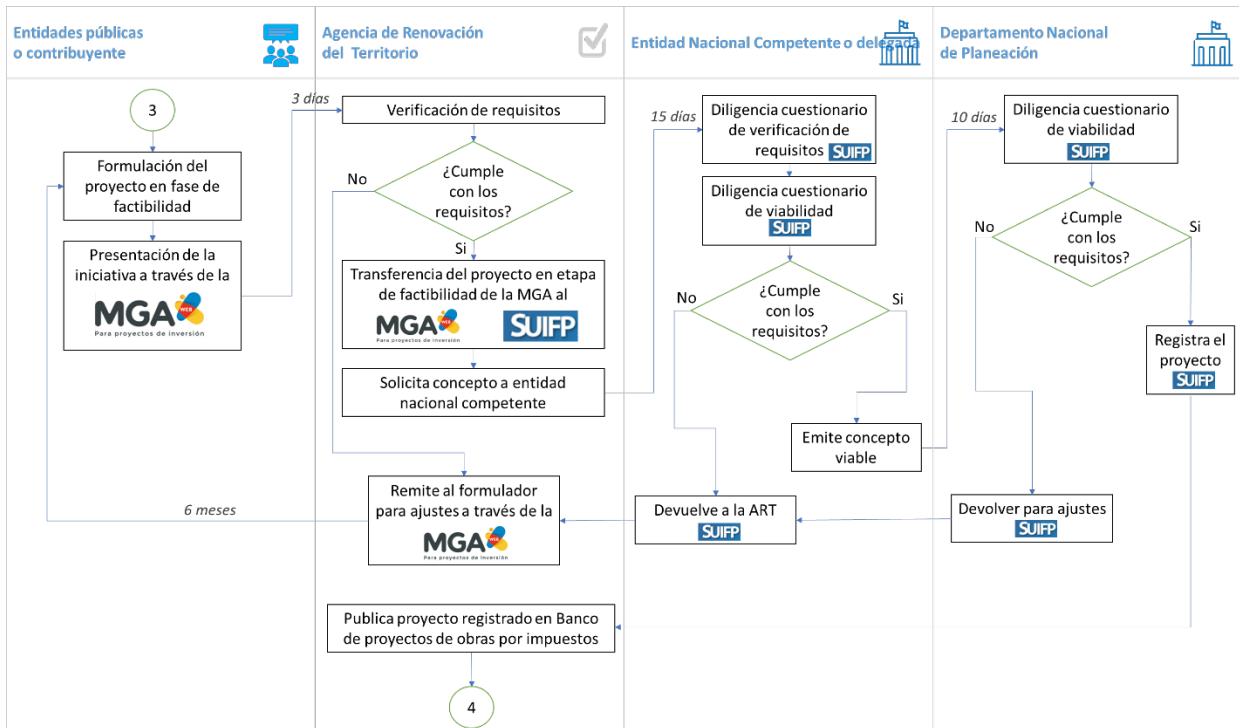 Entidades públicas
o contribuyente
Agencia de Renovación
del Territorio
Entidad Nacional Competente o delegada
Departamento Nacional
de Planeación
3
Formulación del
proyecto en fase de
factibilidad
Presentación de la
iniciativa a través de la
MGA WEB
Para proyectos de inversión
3 días
Verificación de requisitos
¿Cumple
con los
requisitos?
No
Si
Transferencia del proyecto en etapa
de factibilidad de la MGA al
MGA WEB
Para proyectos de inversión
SUIFP
Solicita concepto a entidad
nacional competente
Remite al formulador
para ajustes a través de la
MGA WEB
Para proyectos de inversión
6 meses
Publica proyecto registrado en Banco
de proyectos de obras por impuestos
4
15 días
Diligencia cuestionario
de verificación de
requisitos SUIFP
Diligencia cuestionario
de viabilidad
SUIFP
¿Cumple
con los
requisitos?
No
Si
Emite concepto
viable
Devuelve a la ART
SUIFP
10 días
Diligencia cuestionario
de viabilidad
SUIFP
¿Cumple
con los
requisitos?
No
Si
Registra el
proyecto
SUIFP
Devolver para ajustes
SUIFP